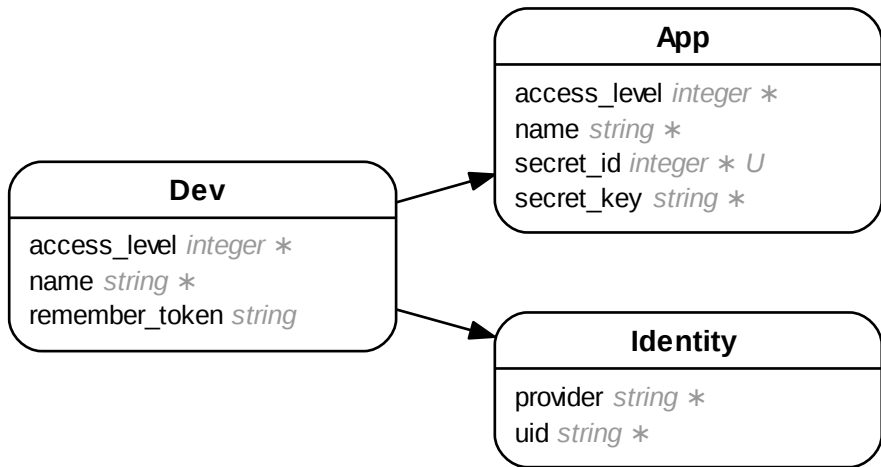 App
access_level integer ∗
name string ∗
secret_id integer ∗ U
secret_key string ∗
Dev
access_level integer ∗
name string ∗
remember_token string
Identity
provider string ∗
uid string ∗